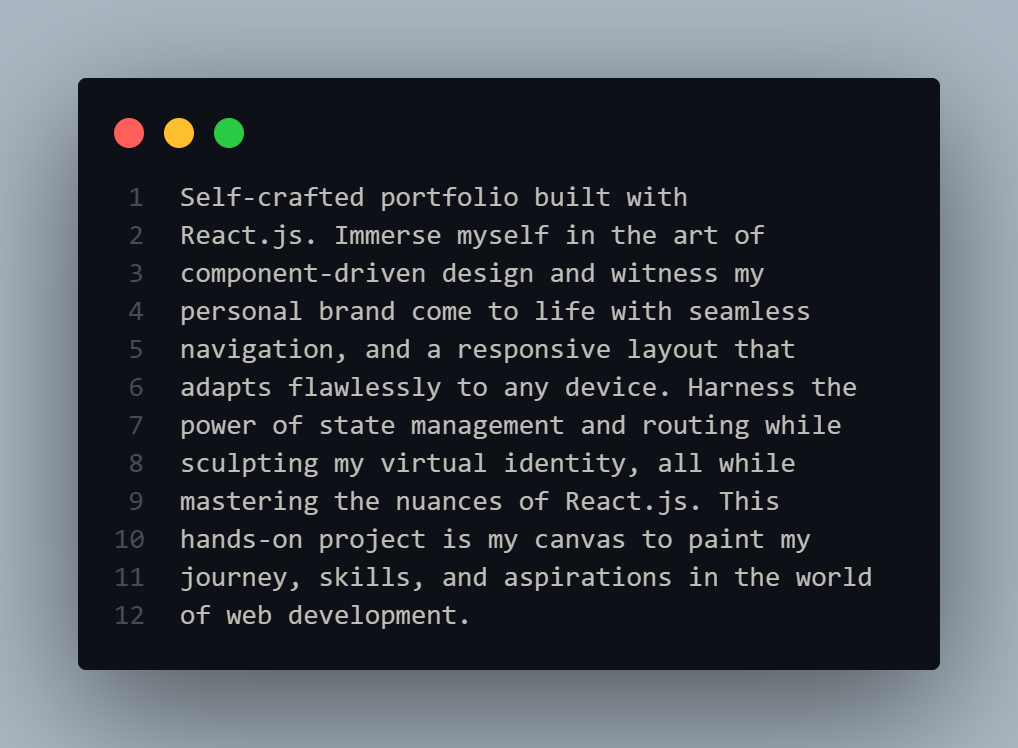 1 Self-crafted portfolio built with
2 React.js. Immerse myself in the art of
3 component-driven design and witness my
4 personal brand come to life with seamless
5 navigation, and a responsive layout that
6 adapts flawlessly to any device. Harness the
7 power of state management and routing while
8 sculpting my virtual identity, all while
9 mastering the nuances of React.js. This
10 hands-on project is my canvas to paint my
11 journey, skills, and aspirations in the world
12 of web development.